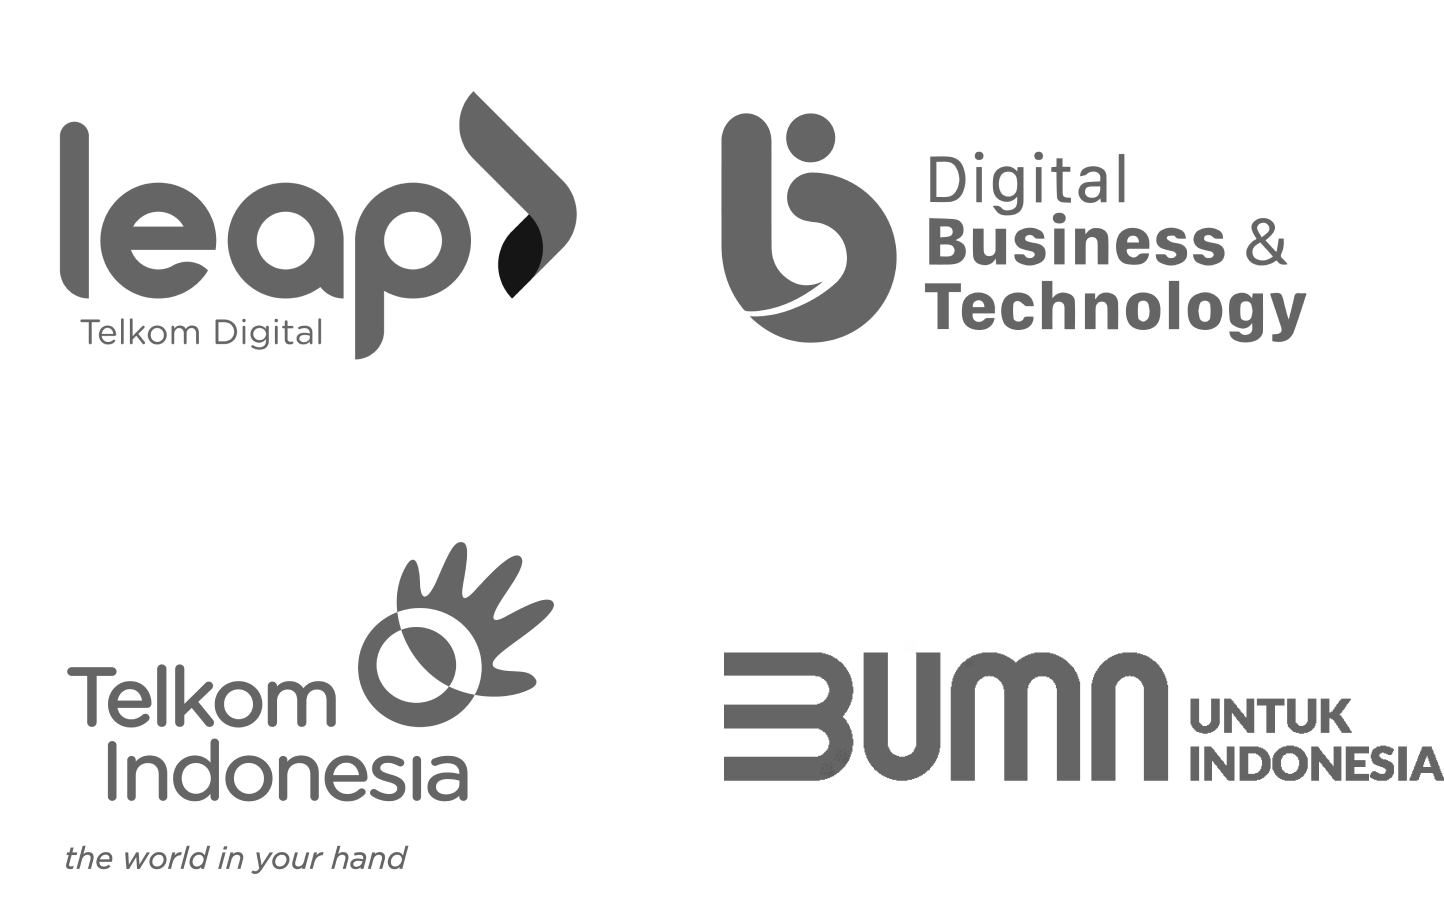 leap
Telkom Digital
Digital
Business &
Technology
Telkom
Indonesia
the world in your hand
BUMN UNTUK
INDONESIA